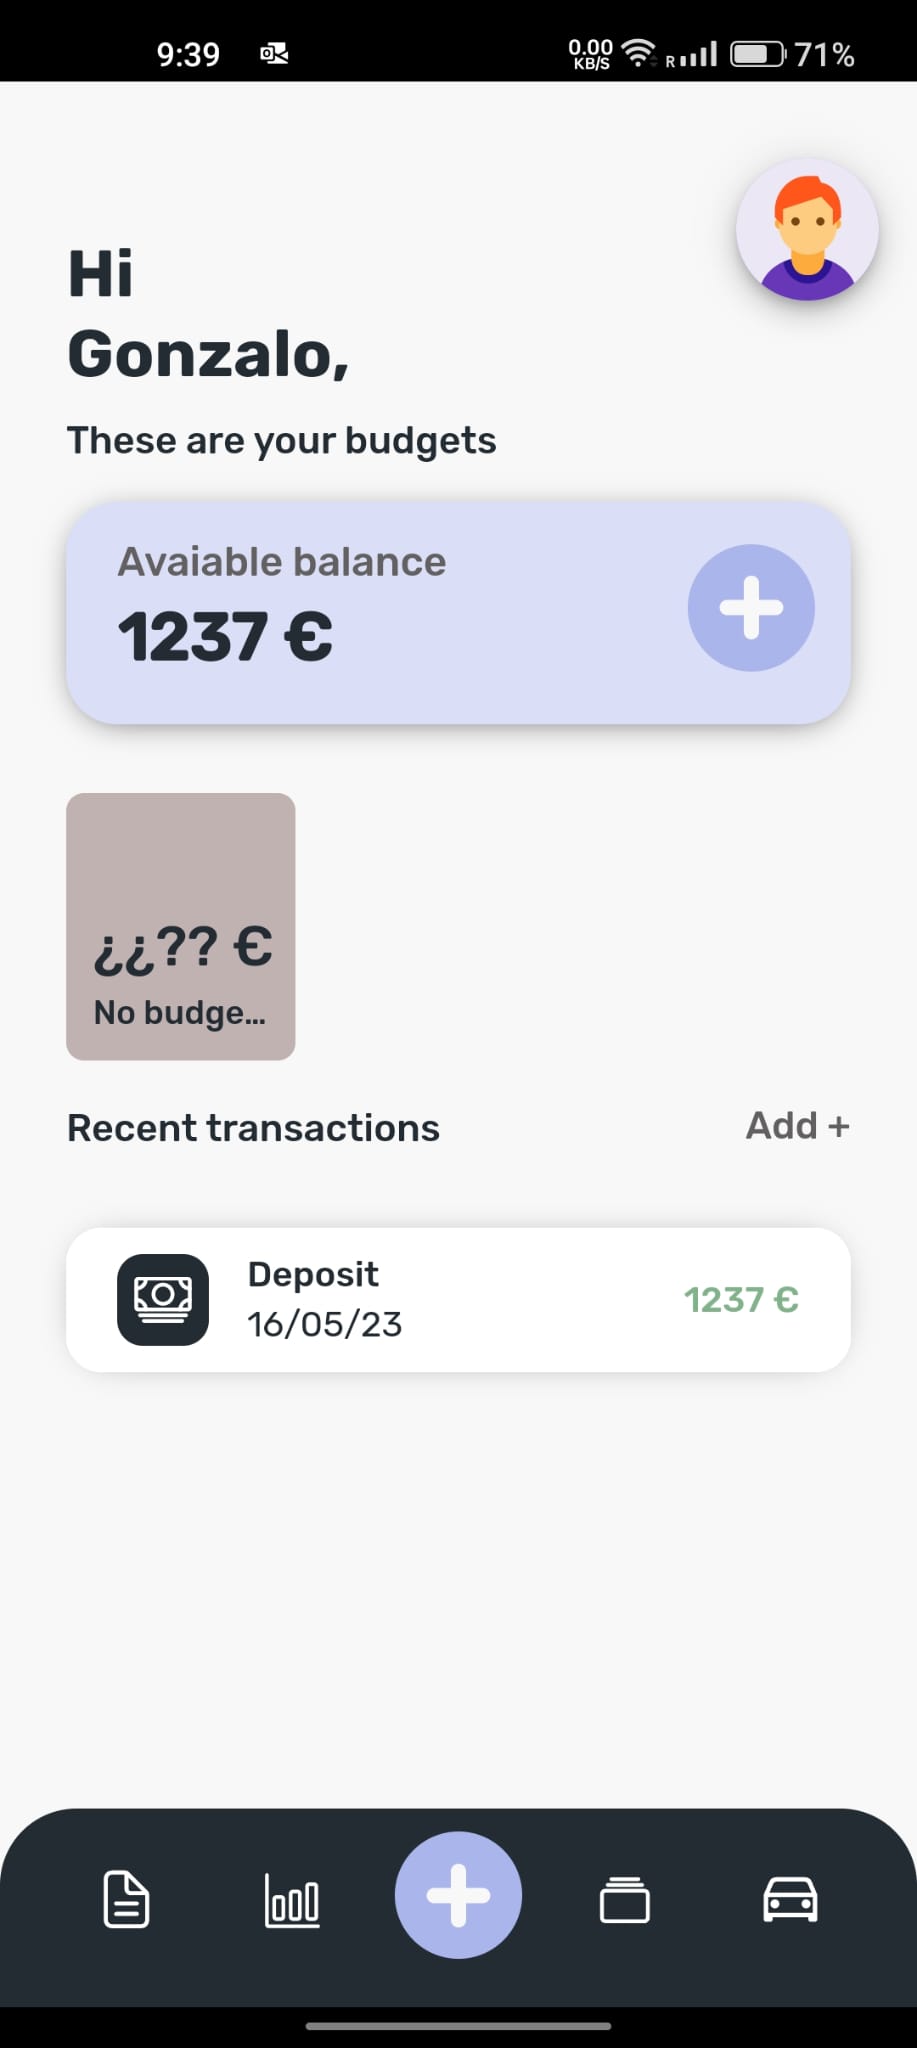 9:39
0.00
KB/S
R
71%
Hi
Gonzalo,
These are your budgets
Avaiable balance
1237 €
¿¿?? €
No budge...
Recent transactions
Add +
Deposit
16/05/23
1237 €